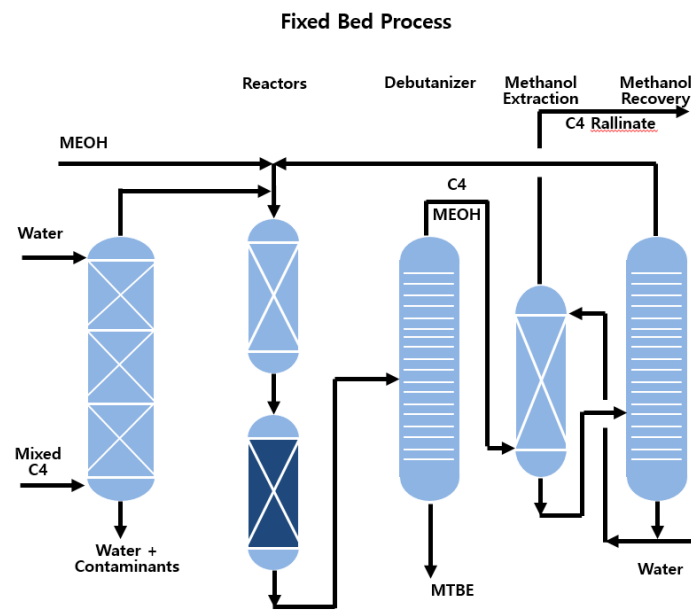 Fixed Bed Process
Reactors
Debutanizer
Methanol
Extraction
Methanol
Recovery
C4 Rallinate
MEOH
C4
MEOH
Water
Mixed
C4
Water +
Contaminants
MTBE
Water